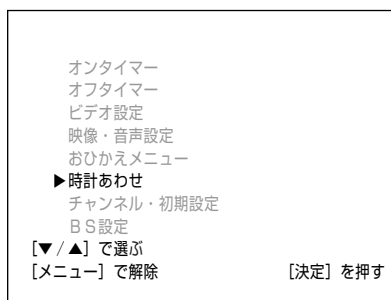 オンタイマー
オフタイマー
ビデオ設定
映像・音声設定
おひかえメニュー
▶時計あわせ
チャンネル・初期設定
ＢＳ設定
［▼/▲］で選ぶ
［メニュー］で解除 ［決定］を押す